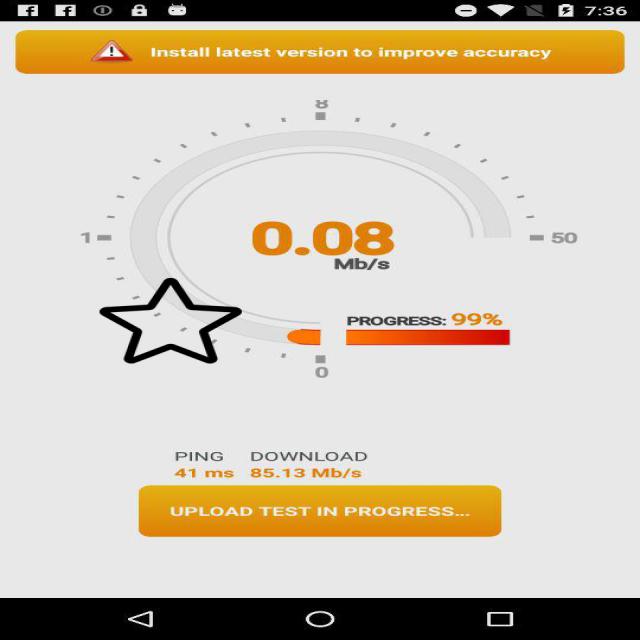 7:36
Install latest version to improve accuracy
8
1
50
0.08
Mb/s
PROGRESS: 99%
0
PING DOWNLOAD
41 ms 85.13 Mb/s
UPLOAD TEST IN PROGRESS...